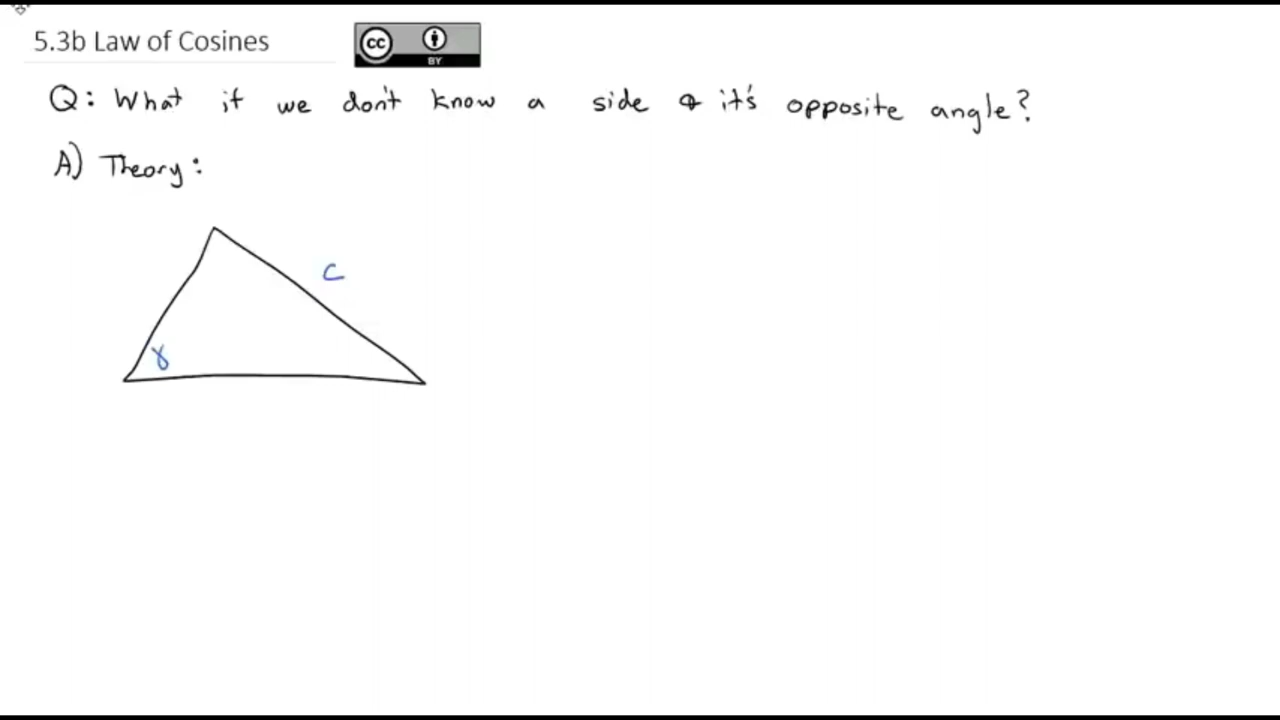 5.3b Law of Cosines
cc
BY
Q: What if we don't know a side & it's opposite angle?
A) Theory:
c
γ